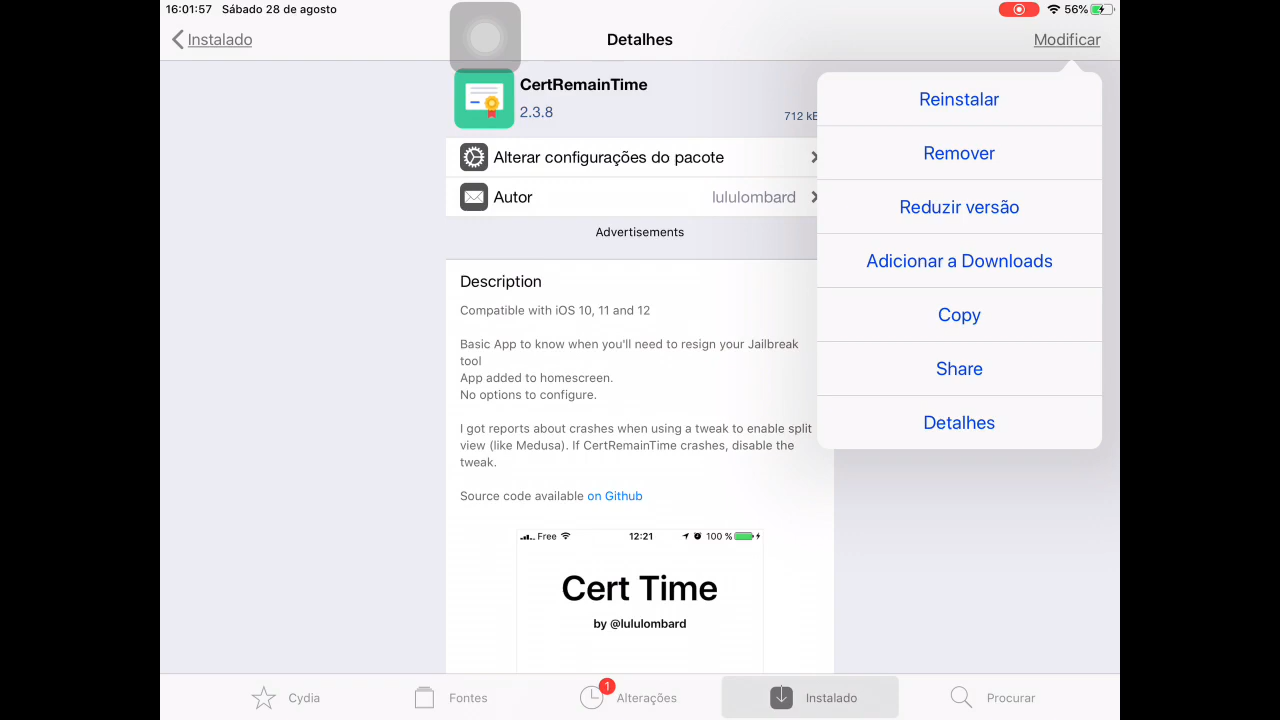 16:01:57 Sábado 28 de agosto
56%
Instalado
Detalhes
Modificar
CertRemainTime
2.3.8
712 kB
Alterar configurações do pacote
Autor
lululombard
Advertisements
Description
Compatible with iOS 10, 11 and 12
Basic App to know when you'll need to resign your Jailbreak
tool
App added to homescreen.
No options to configure.
I got reports about crashes when using a tweak to enable split
view (like Medusa). If CertRemainTime crashes, disable the
tweak.
Source code available on Github
Free
12:21
100 %
Cert Time
by @lululombard
Reinstalar
Remover
Reduzir versão
Adicionar a Downloads
Copy
Share
Detalhes
Cydia
Fontes
1
Alterações
Instalado
Procurar